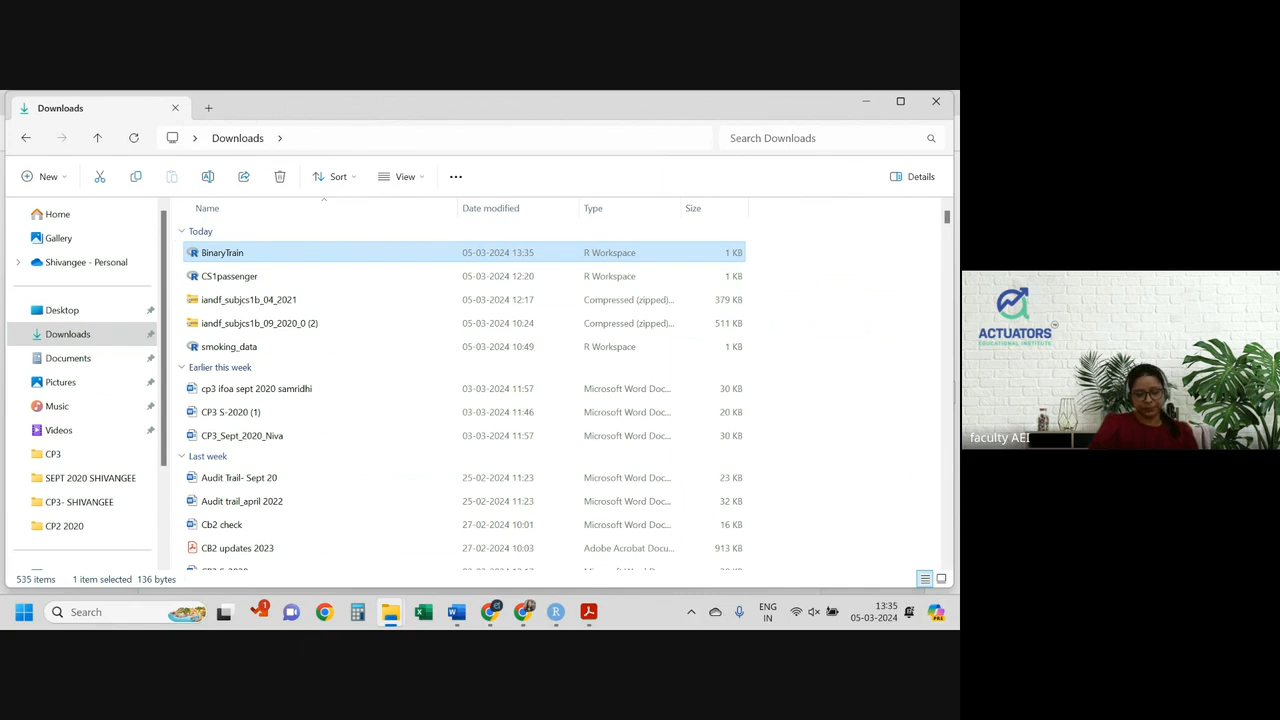 Downloads
Downloads
Search Downloads
New
Sort
View
Details
Name Date modified Type Size
Home
Gallery
Shivangee - Personal
Desktop
Downloads
Documents
Pictures
Music
Videos
CP3
SEPT 2020 SHIVANGEE
CP3- SHIVANGEE
CP2 2020
Today
BinaryTrain 05-03-2024 13:35 R Workspace 1 KB
CS1passenger 05-03-2024 12:20 R Workspace 1 KB
iandf_subjcs1b_04_2021 05-03-2024 12:17 Compressed (zipped)... 379 KB
iandf_subjcs1b_09_2020_0 (2) 05-03-2024 10:24 Compressed (zipped)... 511 KB
smoking_data 05-03-2024 10:49 R Workspace 1 KB
Earlier this week
cp3 ifoa sept 2020 samridhi 03-03-2024 11:57 Microsoft Word Doc... 30 KB
CP3 S-2020 (1) 03-03-2024 11:46 Microsoft Word Doc... 20 KB
CP3_Sept_2020_Niva 03-03-2024 11:57 Microsoft Word Doc... 30 KB
Last week
Audit Trail- Sept 20 25-02-2024 11:23 Microsoft Word Doc... 23 KB
Audit trail_april 2022 25-02-2024 11:23 Microsoft Word Doc... 32 KB
Cb2 check 27-02-2024 10:01 Microsoft Word Doc... 16 KB
CB2 updates 2023 27-02-2024 10:03 Adobe Acrobat Docu... 913 KB
535 items 1 item selected 136 bytes
Search
ENG
IN
13:35
05-03-2024
ACTUATORS
EDUCATIONAL INSTITUTE
faculty AEI